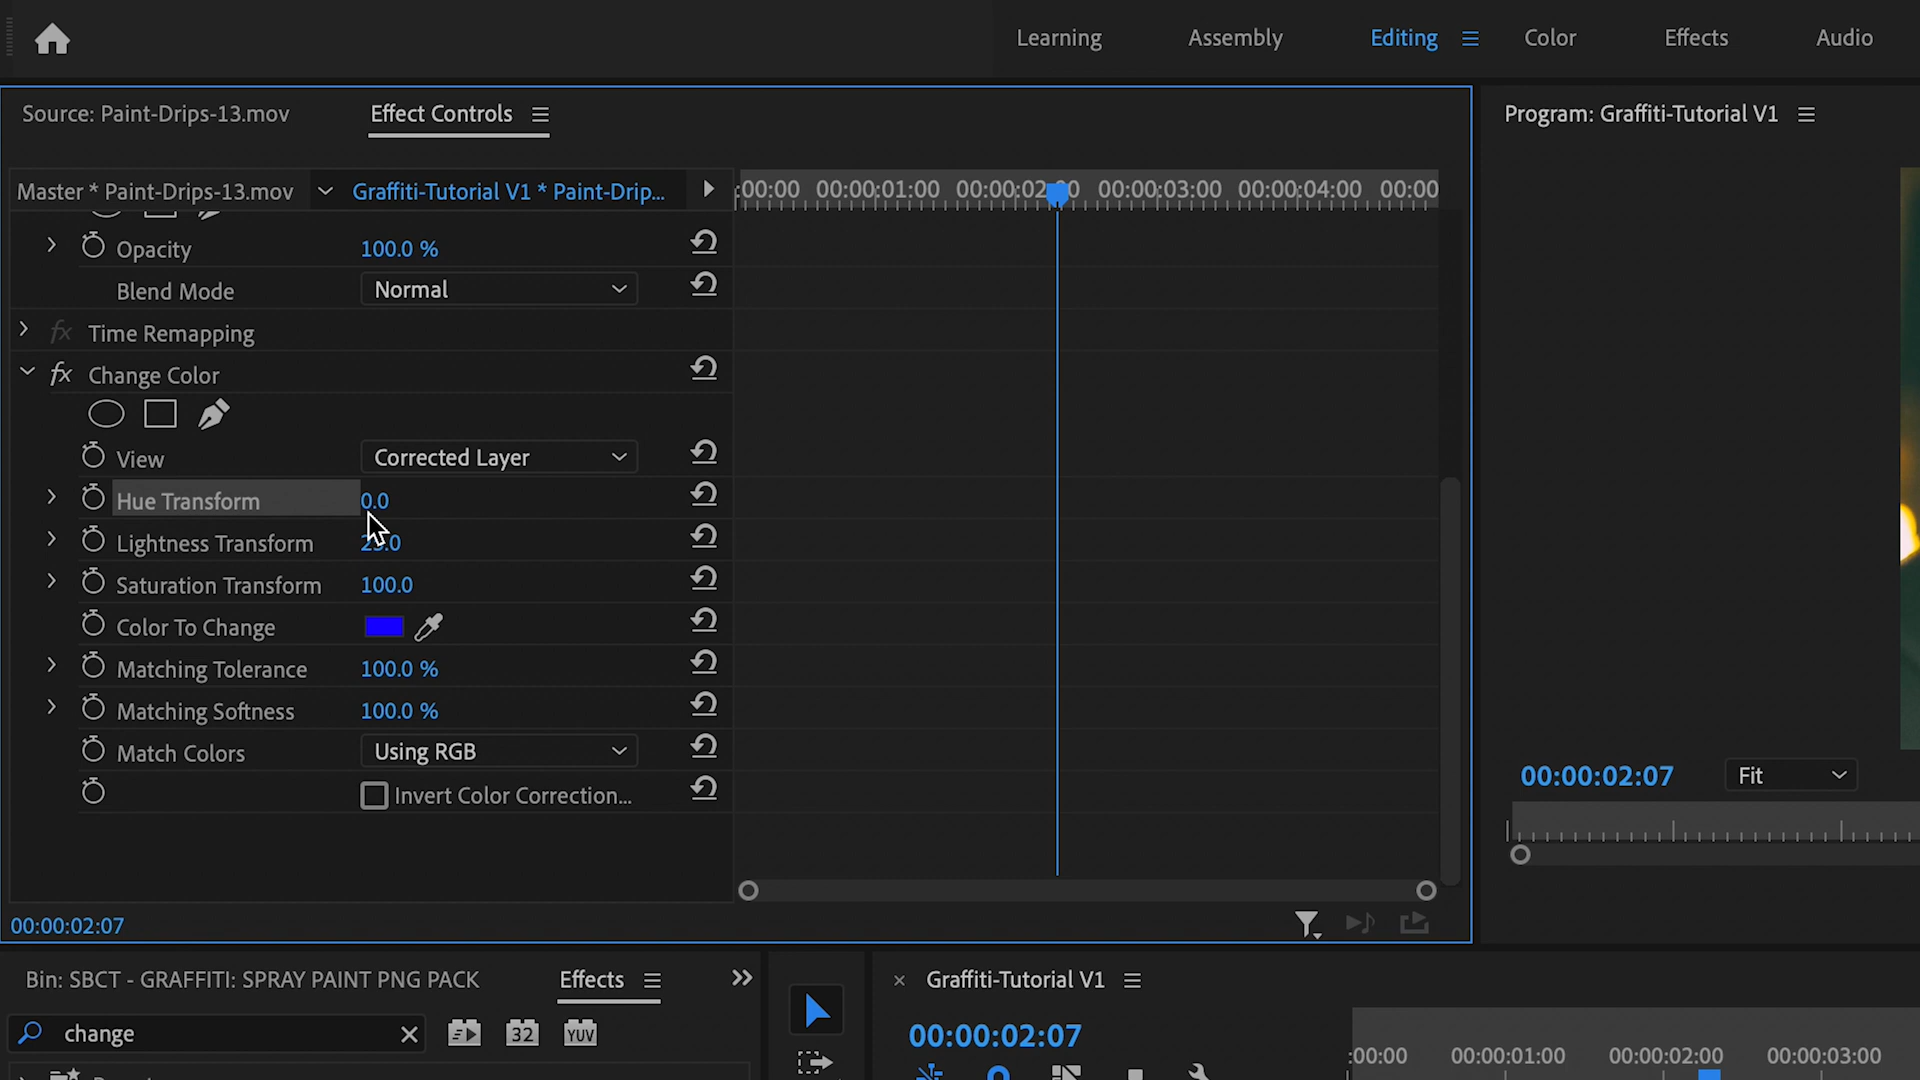 Learning Assembly Editing Color Effects Audio
Source: Paint-Drips-13.mov Effect Controls Program: Graffiti-Tutorial V1
Master * Paint-Drips-13.mov Graffiti-Tutorial V1 * Paint-Drip...
:00:00 00:00:01:00 00:00:02:00 00:00:03:00 00:00:04:00 00:00
Opacity 100.0 %
Blend Mode Normal
fx Time Remapping
fx Change Color
View Corrected Layer
Hue Transform 0.0
Lightness Transform
Saturation Transform 100.0
Color To Change
Matching Tolerance 100.0 %
Matching Softness 100.0 %
Match Colors Using RGB
Invert Color Correction...
00:00:02:07 Fit
00:00:02:07
Bin: SBCT - GRAFFITI: SPRAY PAINT PNG PACK Effects
change 32 YUV
Graffiti-Tutorial V1
00:00:02:07
:00:00 00:00:01:00 00:00:02:00 00:00:03:00